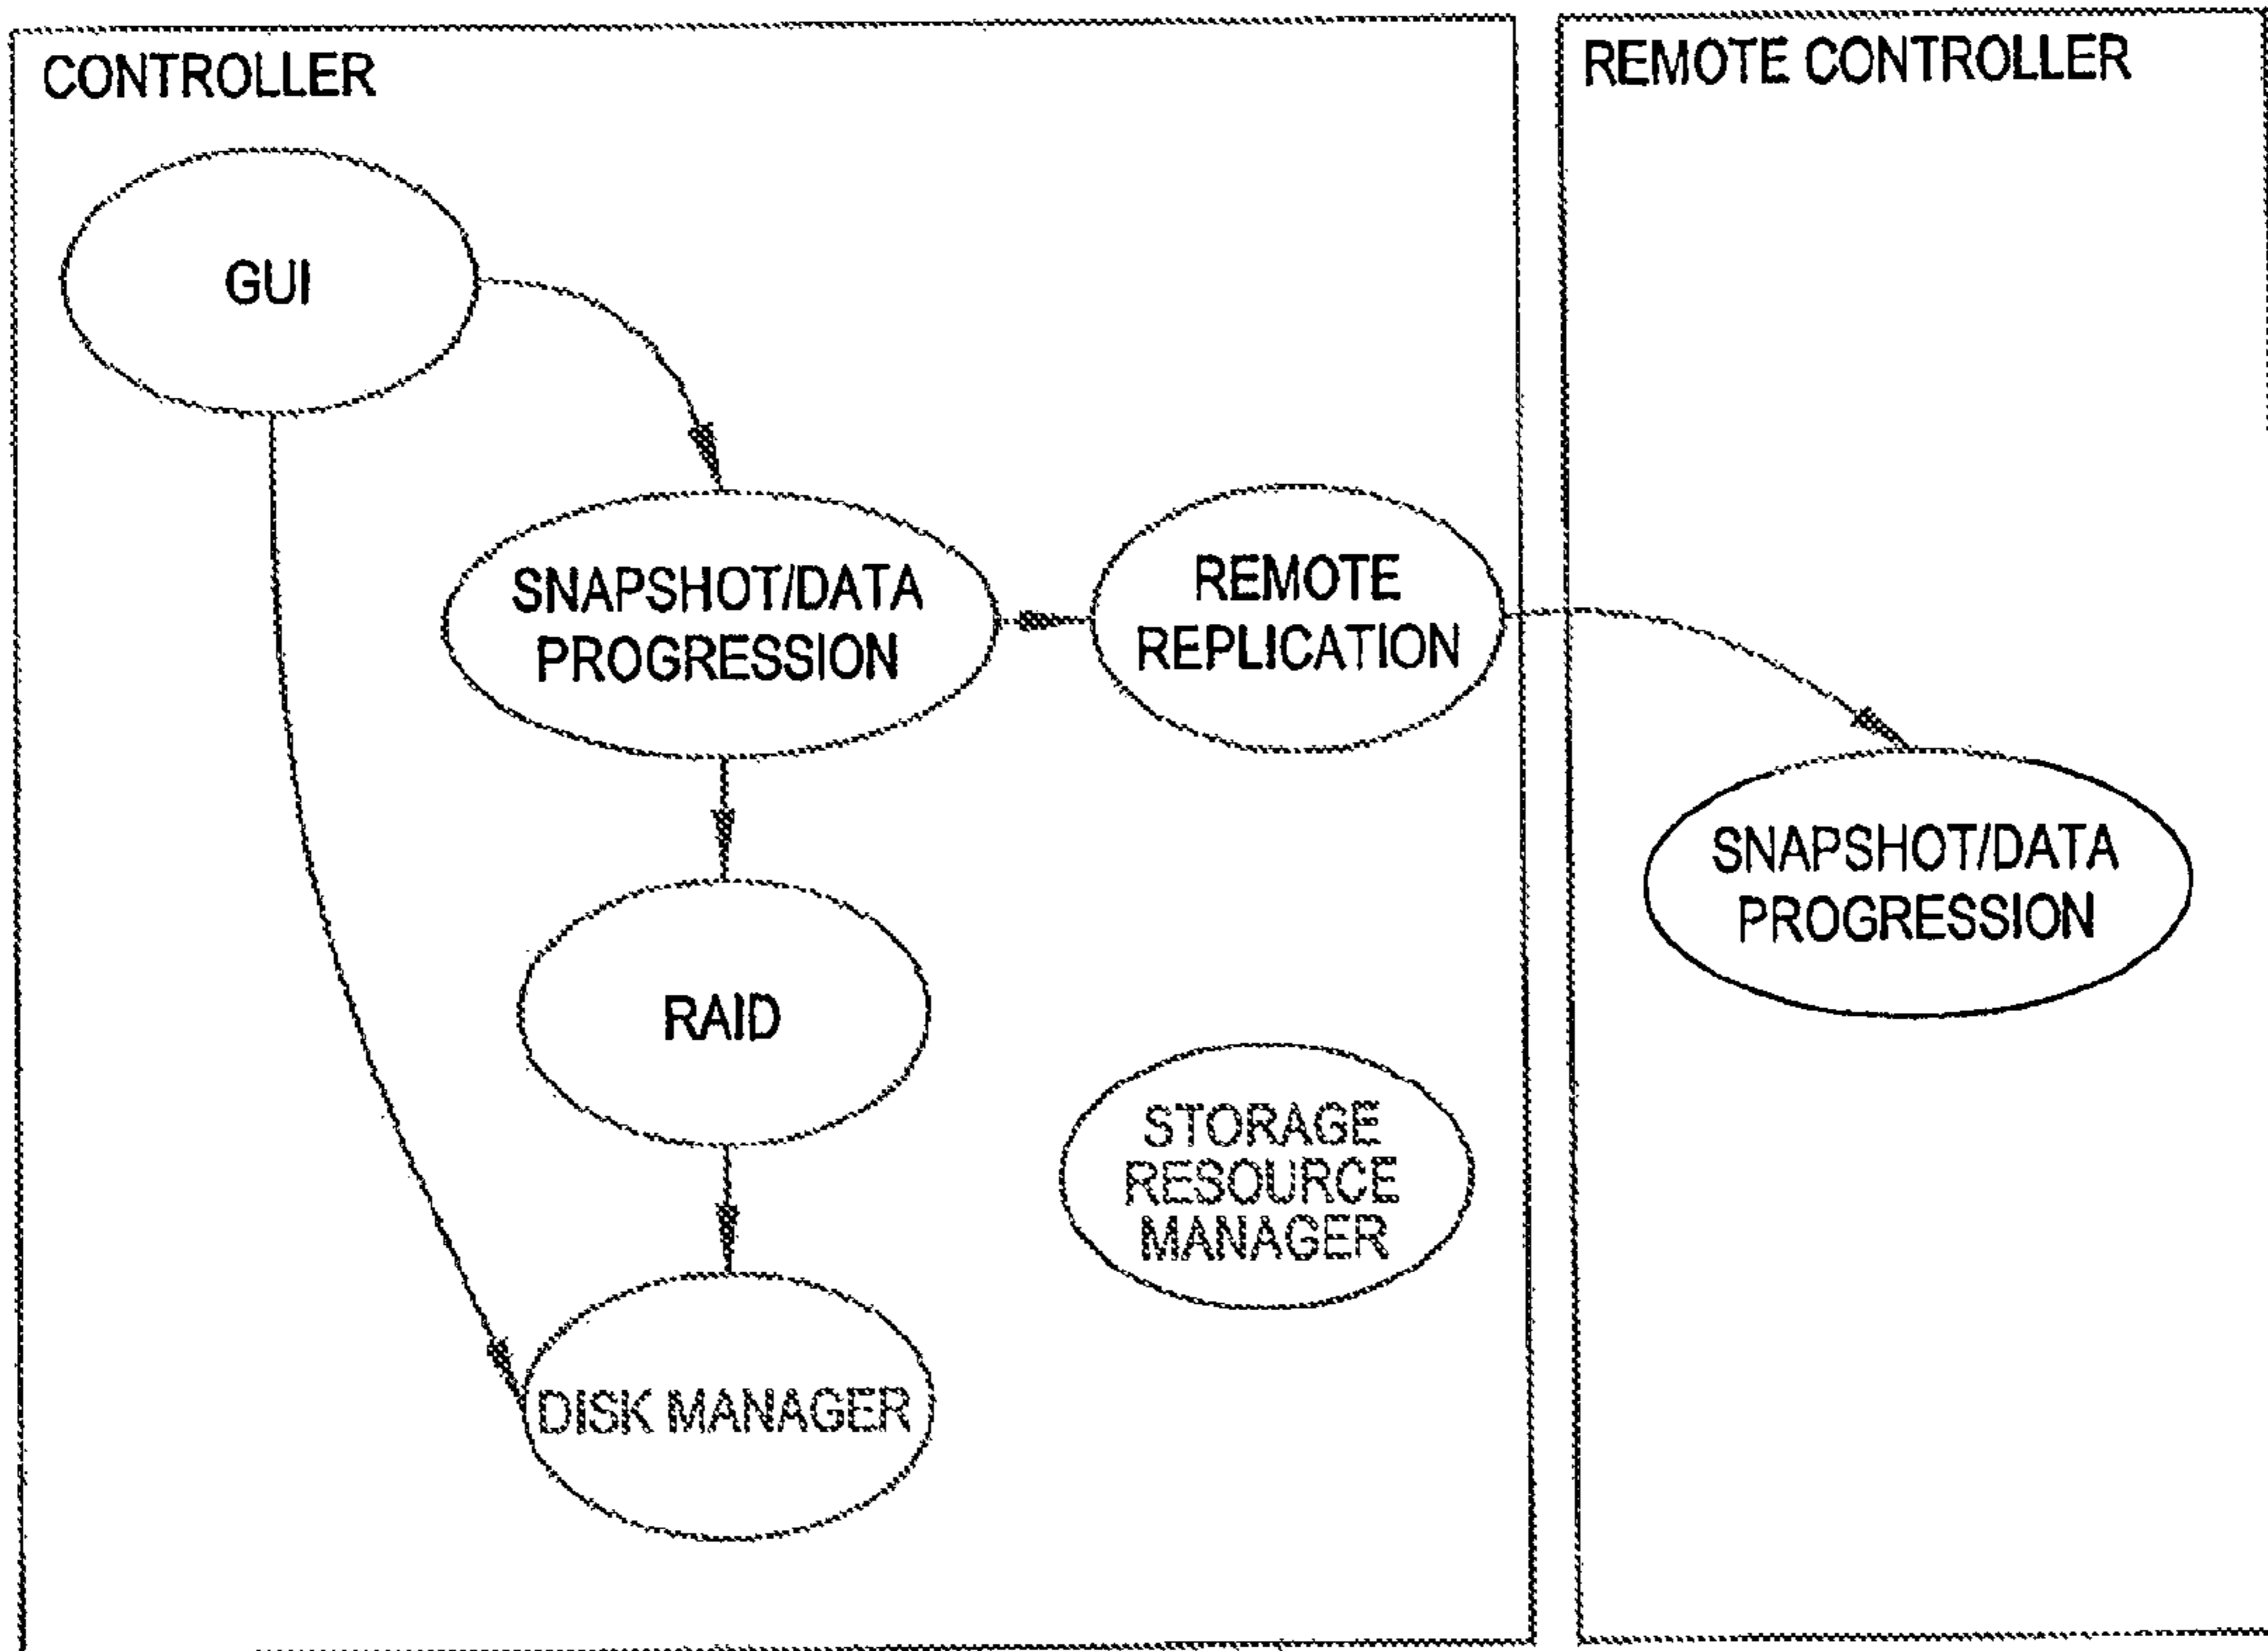 CONTROLLER
REMOTE CONTROLLER
GUI
SNAPSHOT/DATA
PROGRESSION
REMOTE
REPLICATION
SNAPSHOT/DATA
PROGRESSION
RAID
STORAGE
RESOURCE
MANAGER
DISK MANAGER